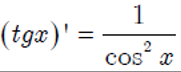 (tgx)' = 1/cos² x